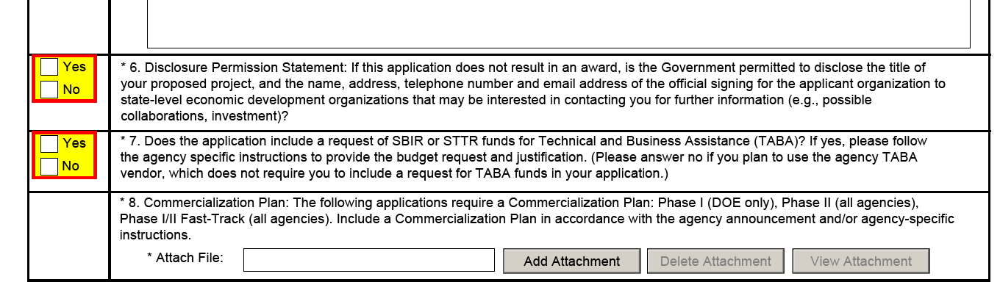 Yes
No
* 6. Disclosure Permission Statement: If this application does not result in an award, is the Government permitted to disclose the title of
your proposed project, and the name, address, telephone number and email address of the official signing for the applicant organization to
state-level economic development organizations that may be interested in contacting you for further information (e.g., possible
collaborations, investment)?
Yes
No
* 7. Does the application include a request of SBIR or STTR funds for Technical and Business Assistance (TABA)? If yes, please follow
the agency specific instructions to provide the budget request and justification. (Please answer no if you plan to use the agency TABA
vendor, which does not require you to include a request for TABA funds in your application.)
* 8. Commercialization Plan: The following applications require a Commercialization Plan: Phase I (DOE only), Phase II (all agencies),
Phase I/II Fast-Track (all agencies). Include a Commercialization Plan in accordance with the agency announcement and/or agency-specific
instructions.
* Attach File: Add Attachment Delete Attachment View Attachment